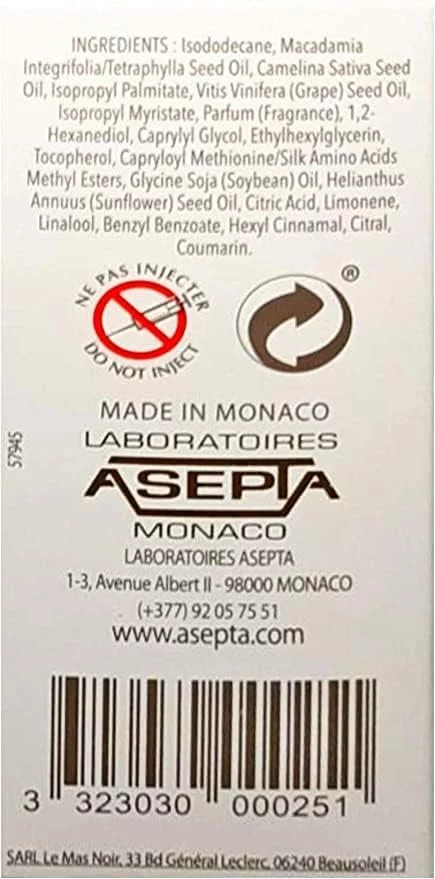 INGREDIENTS : Isododecane, Macadamia
Integrifolia/Tetraphylla Seed Oil, Camelina Sativa Seed
Oil, Isopropyl Palmitate, Vitis Vinifera (Grape) Seed Oil,
Isopropyl Myristate, Parfum (Fragrance), 1,2-
Hexanediol, Caprylyl Glycol, Ethylhexylglycerin,
Tocopherol, Capryloyl Methionine/Silk Amino Acids
Methyl Esters, Glycine Soja (Soybean) Oil, Helianthus
Annuus (Sunflower) Seed Oil, Citric Acid, Limonene,
Linalool, Benzyl Benzoate, Hexyl Cinnamal, Citral,
Coumarin.
NE PAS INJECTER
DO NOT INJECT
®
57945
MADE IN MONACO
LABORATOIRES
ASEPTA
MONACO
LABORATOIRES ASEPTA
1-3, Avenue Albert II - 98000 MONACO
(+377) 92 05 75 51
www.asepta.com
3 323030 000251
SARL Le Mas Noir, 33 Bd Général Leclerc, 06240 Beausoleil (F)